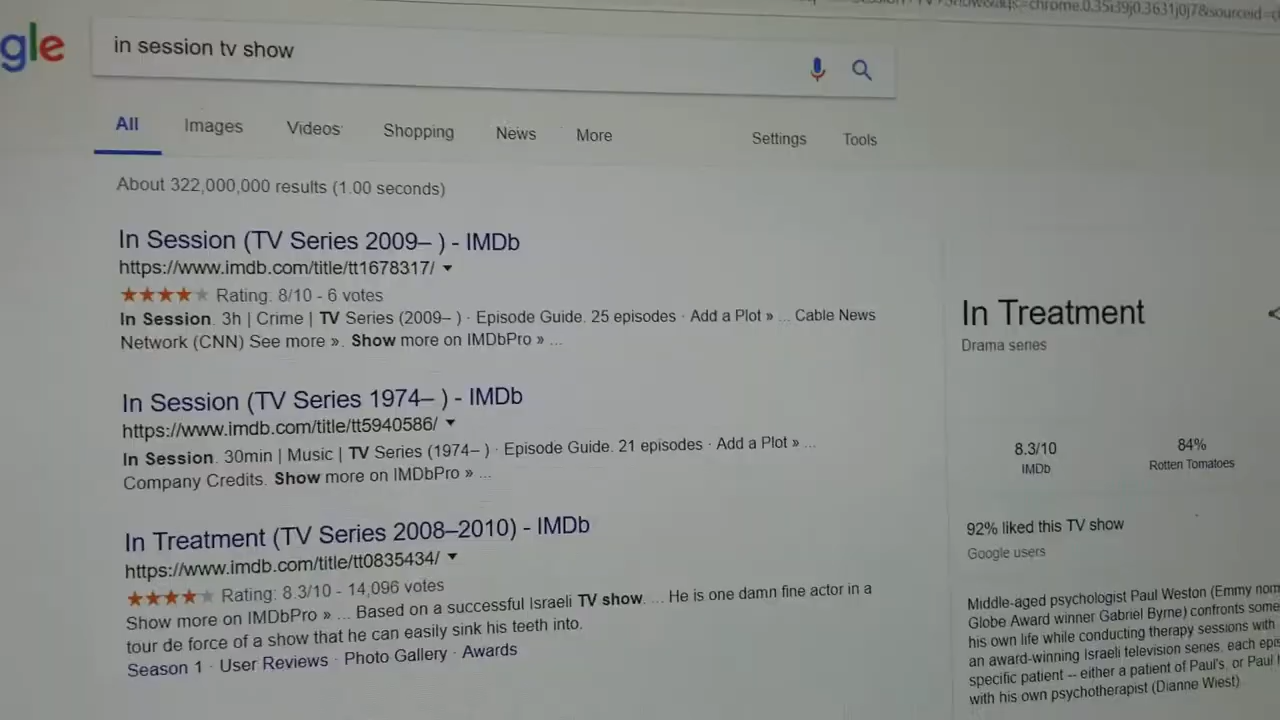 gle
in session tv show
All Images Videos Shopping News More Settings Tools
About 322,000,000 results (1.00 seconds)
In Session (TV Series 2009– ) - IMDb
https://www.imdb.com/title/tt1678317/
Rating: 8/10 - 6 votes
In Session. 3h | Crime | TV Series (2009– ) · Episode Guide. 25 episodes · Add a Plot » ... Cable News
Network (CNN) See more ». Show more on IMDbPro » ...
In Session (TV Series 1974– ) - IMDb
https://www.imdb.com/title/tt5940586/
In Session. 30min | Music | TV Series (1974– ) · Episode Guide. 21 episodes · Add a Plot » ...
Company Credits. Show more on IMDbPro » ...
In Treatment (TV Series 2008–2010) - IMDb
https://www.imdb.com/title/tt0835434/
Rating: 8.3/10 - 14,096 votes
Show more on IMDbPro » ... Based on a successful Israeli TV show. ... He is one damn fine actor in a
tour de force of a show that he can easily sink his teeth into.
Season 1 · User Reviews · Photo Gallery · Awards
In Treatment
Drama series
8.3/10 84%
IMDb Rotten Tomatoes
92% liked this TV show
Google users
Middle-aged psychologist Paul Weston (Emmy nom
Globe Award winner Gabriel Byrne) confronts some
his own life while conducting therapy sessions with
an award-winning Israeli television series, each epis
specific patient -- either a patient of Paul's, or Paul
with his own psychotherapist (Dianne Wiest)